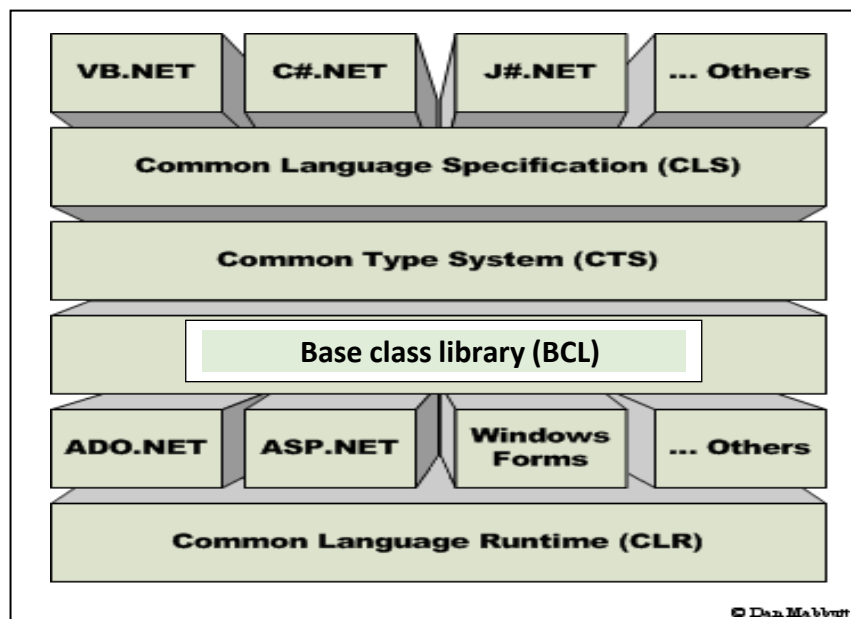 VB.NET
C#.NET
J#.NET
... Others
Common Language Specification (CLS)
Common Type System (CTS)
Base class library (BCL)
ADO.NET
ASP.NET
Windows
Forms
... Others
Common Language Runtime (CLR)
© Dan Mabbutt